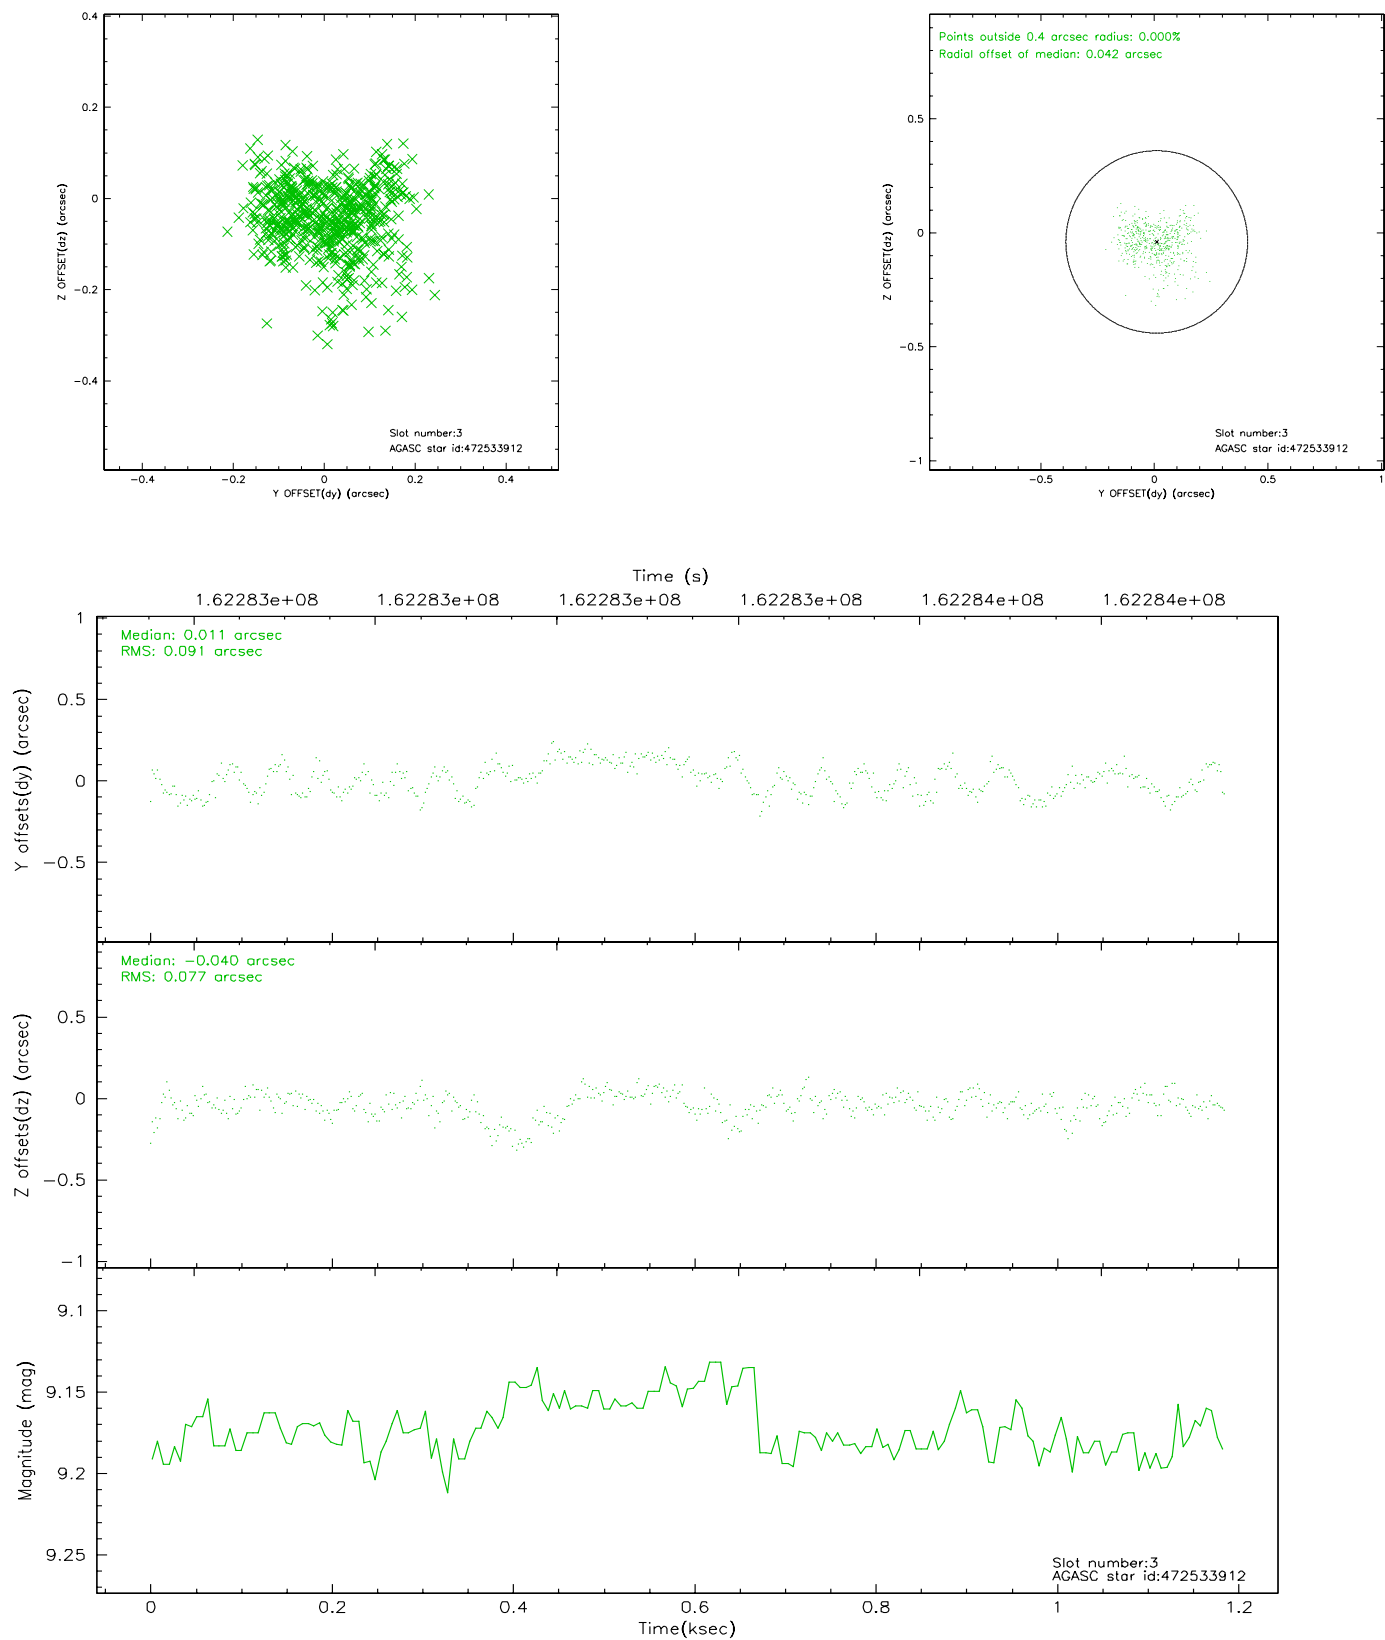 0.4
0.2
0
−0.2
−0.4
Z OFFSET(dz) (arcsec)
Slot number:3
AGASC star id:472533912
−0.4 −0.2 0 0.2 0.4
Y OFFSET(dy) (arcsec)
Points outside 0.4 arcsec radius: 0.000%
Radial offset of median: 0.042 arcsec
0.5
0
−0.5
−1
Z OFFSET(dz) (arcsec)
Slot number:3
AGASC star id:472533912
−0.5 0 0.5 1
Y OFFSET(dy) (arcsec)
Time (s)
1.62283e+08 1.62283e+08 1.62283e+08 1.62283e+08 1.62284e+08 1.62284e+08
Median: 0.011 arcsec
RMS: 0.091 arcsec
1
0.5
0
−0.5
Y offsets(dy) (arcsec)
Median: −0.040 arcsec
RMS: 0.077 arcsec
0.5
0
−0.5
−1
Z offsets(dz) (arcsec)
9.1
9.15
9.2
9.25
Magnitude (mag)
Slot number:3
AGASC star id:472533912
0 0.2 0.4 0.6 0.8 1 1.2
Time(ksec)